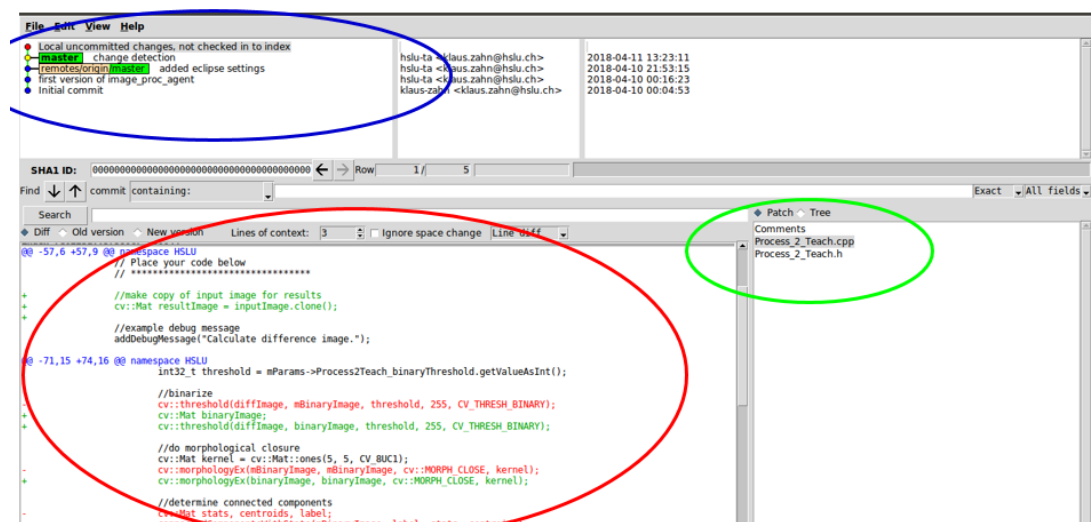 File Edit View Help
Local uncommitted changes, not checked in to index
master change detection hslu-ta <klaus.zahn@hslu.ch> 2018-04-11 13:23:11
remotes/origin/master added eclipse settings hslu-ta <klaus.zahn@hslu.ch> 2018-04-10 21:53:15
first version of image_proc_agent hslu-ta <klaus.zahn@hslu.ch> 2018-04-10 00:16:23
Initial commit klaus-zahn <klaus.zahn@hslu.ch> 2018-04-10 00:04:53
SHA1 ID: 0000000000000000000000000000000000000000 Row 1/ 5
Find commit containing: Exact All fields
Search Patch Tree
Diff Old version New version Lines of context: 3 Ignore space change Line diff
Comments
Process_2_Teach.cpp
Process_2_Teach.h
@@ -57,6 +57,9 @@ namespace HSLU
// Place your code below
// *********************************
+
+ //make copy of input image for results
+ cv::Mat resultImage = inputImage.clone();
+
//example debug message
addDebugMessage("Calculate difference image.");
@@ -71,15 +74,16 @@ namespace HSLU
int32_t threshold = mParams->Process2Teach_binaryThreshold.getValueAsInt();
//binarize
- cv::threshold(diffImage, mBinaryImage, threshold, 255, CV_THRESH_BINARY);
+ cv::Mat binaryImage;
+ cv::threshold(diffImage, binaryImage, threshold, 255, CV_THRESH_BINARY);
//do morphological closure
cv::Mat kernel = cv::Mat::ones(5, 5, CV_8UC1);
- cv::morphologyEx(mBinaryImage, mBinaryImage, cv::MORPH_CLOSE, kernel);
+ cv::morphologyEx(binaryImage, binaryImage, cv::MORPH_CLOSE, kernel);
//determine connected components
- cv::Mat stats, centroids, label;